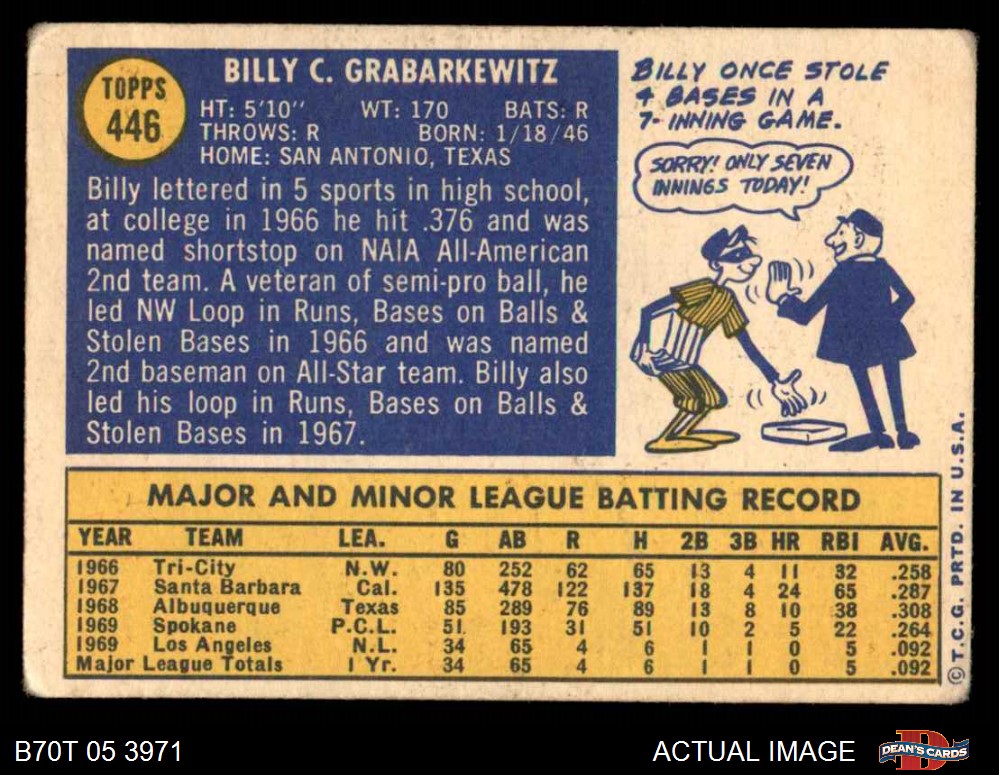 TOPPS
446
BILLY C. GRABARKEWITZ
HT: 5'10" WT: 170 BATS: R
THROWS: R BORN: 1/18/46
HOME: SAN ANTONIO, TEXAS
Billy lettered in 5 sports in high school,
at college in 1966 he hit .376 and was
named shortstop on NAIA All-American
2nd team. A veteran of semi-pro ball, he
led NW Loop in Runs, Bases on Balls &
Stolen Bases in 1966 and was named
2nd baseman on All-Star team. Billy also
led his loop in Runs, Bases on Balls &
Stolen Bases in 1967.
BILLY ONCE STOLE
4 BASES IN A
7-INNING GAME.
SORRY! ONLY SEVEN
INNINGS TODAY!
MAJOR AND MINOR LEAGUE BATTING RECORD
YEAR TEAM LEA. G AB R H 2B 3B HR RBI AVG.
1966 Tri-City N.W. 80 252 62 65 13 4 11 32 .258
1967 Santa Barbara Cal. 135 478 122 137 18 4 24 65 .287
1968 Albuquerque Texas 85 289 76 89 13 8 10 38 .308
1969 Spokane P.C.L. 51 193 31 51 10 2 5 22 .264
1969 Los Angeles N.L. 34 65 4 6 1 1 0 5 .092
Major League Totals 1 Yr. 34 65 4 6 1 1 0 5 .092
© T.C.G. PRTD. IN U.S.A.
B70T 05 3971
ACTUAL IMAGE
D
DEAN'S CARDS